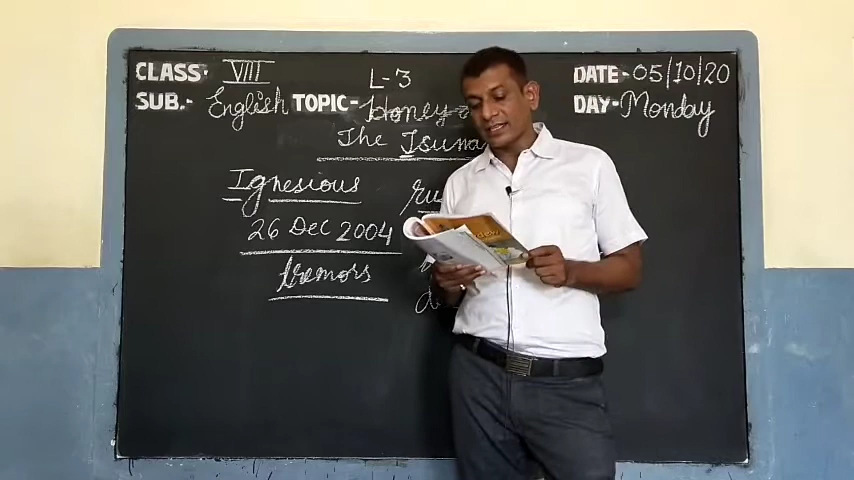 CLASS:- VIII
L-3
DATE:-05/10/20
SUB.- English TOPIC- Honey
DAY-Monday
The Tsuna
Ignesious
26 Dec 2004
tremors